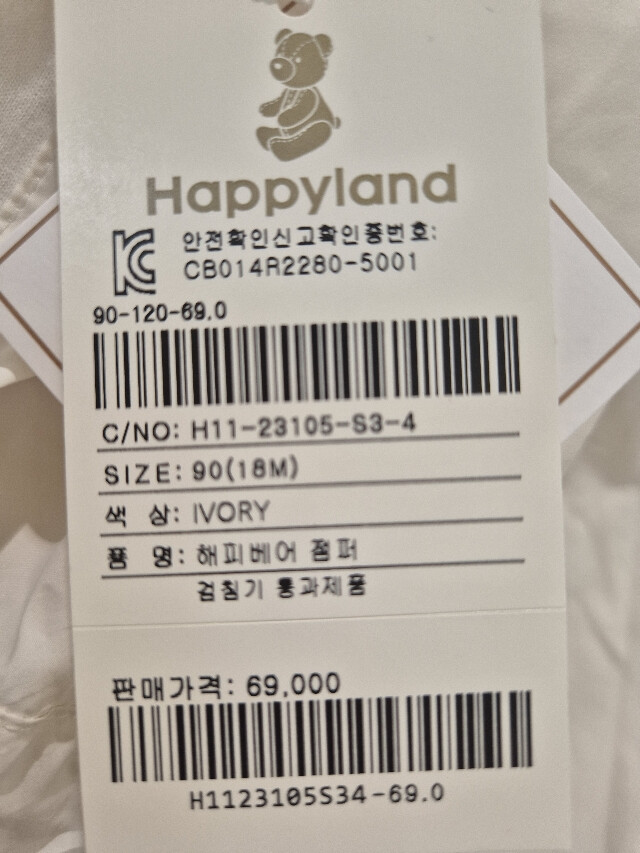 Happyland
안전확인신고확인증번호:
CB014R2280-5001
90-120-69.0
C/NO: H11-23105-S3-4
SIZE: 90(18M)
색 상: IVORY
품 명: 해피베어 점퍼
검침기 통과제품
판매가격: 69,000
H1123105S34-69.0